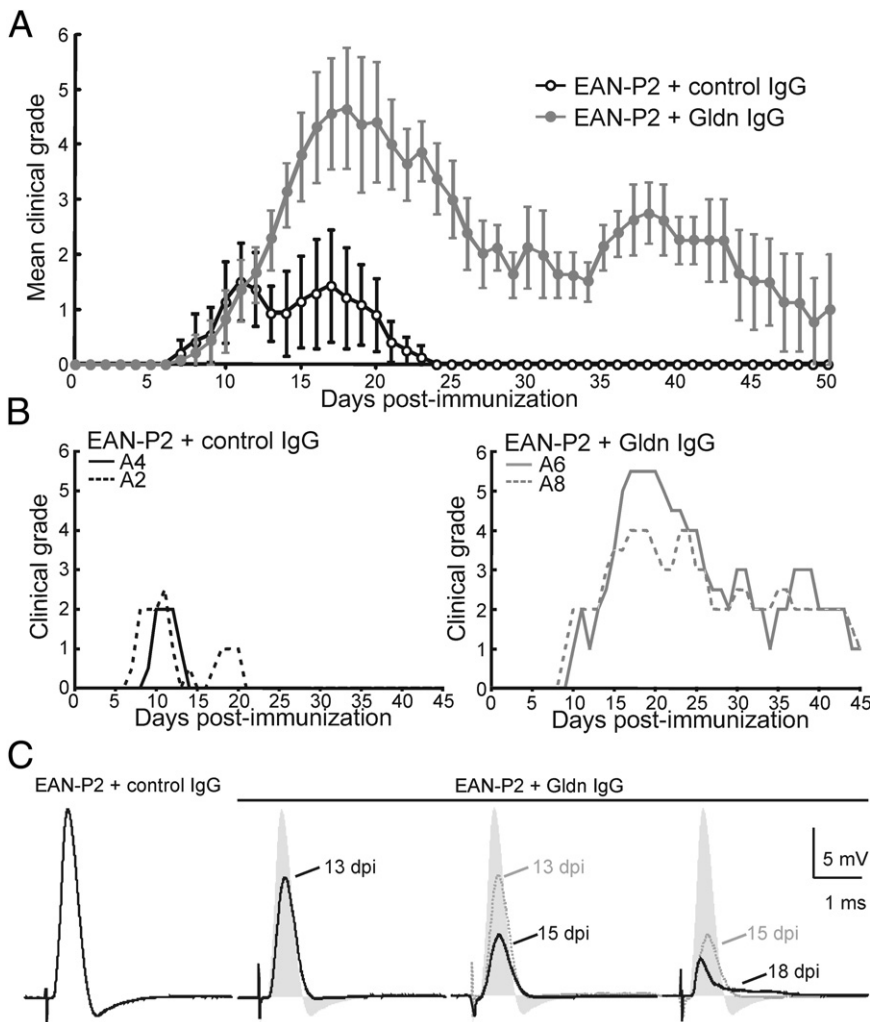 A
6
5
4
3
2
1
0
Mean clinical grade
EAN-P2 + control IgG
EAN-P2 + Gldn IgG
0 5 10 15 20 25 30 35 40 45 50
Days post-immunization
B
EAN-P2 + control IgG
A4
A2
6
5
4
3
2
1
0
Clinical grade
0 5 10 15 20 25 30 35 40 45
Days post-immunization
EAN-P2 + Gldn IgG
A6
A8
6
5
4
3
2
1
0
Clinical grade
0 5 10 15 20 25 30 35 40 45
Days post-immunization
C
EAN-P2 + control IgG
EAN-P2 + Gldn IgG
13 dpi
13 dpi
15 dpi
15 dpi
18 dpi
5 mV
1 ms